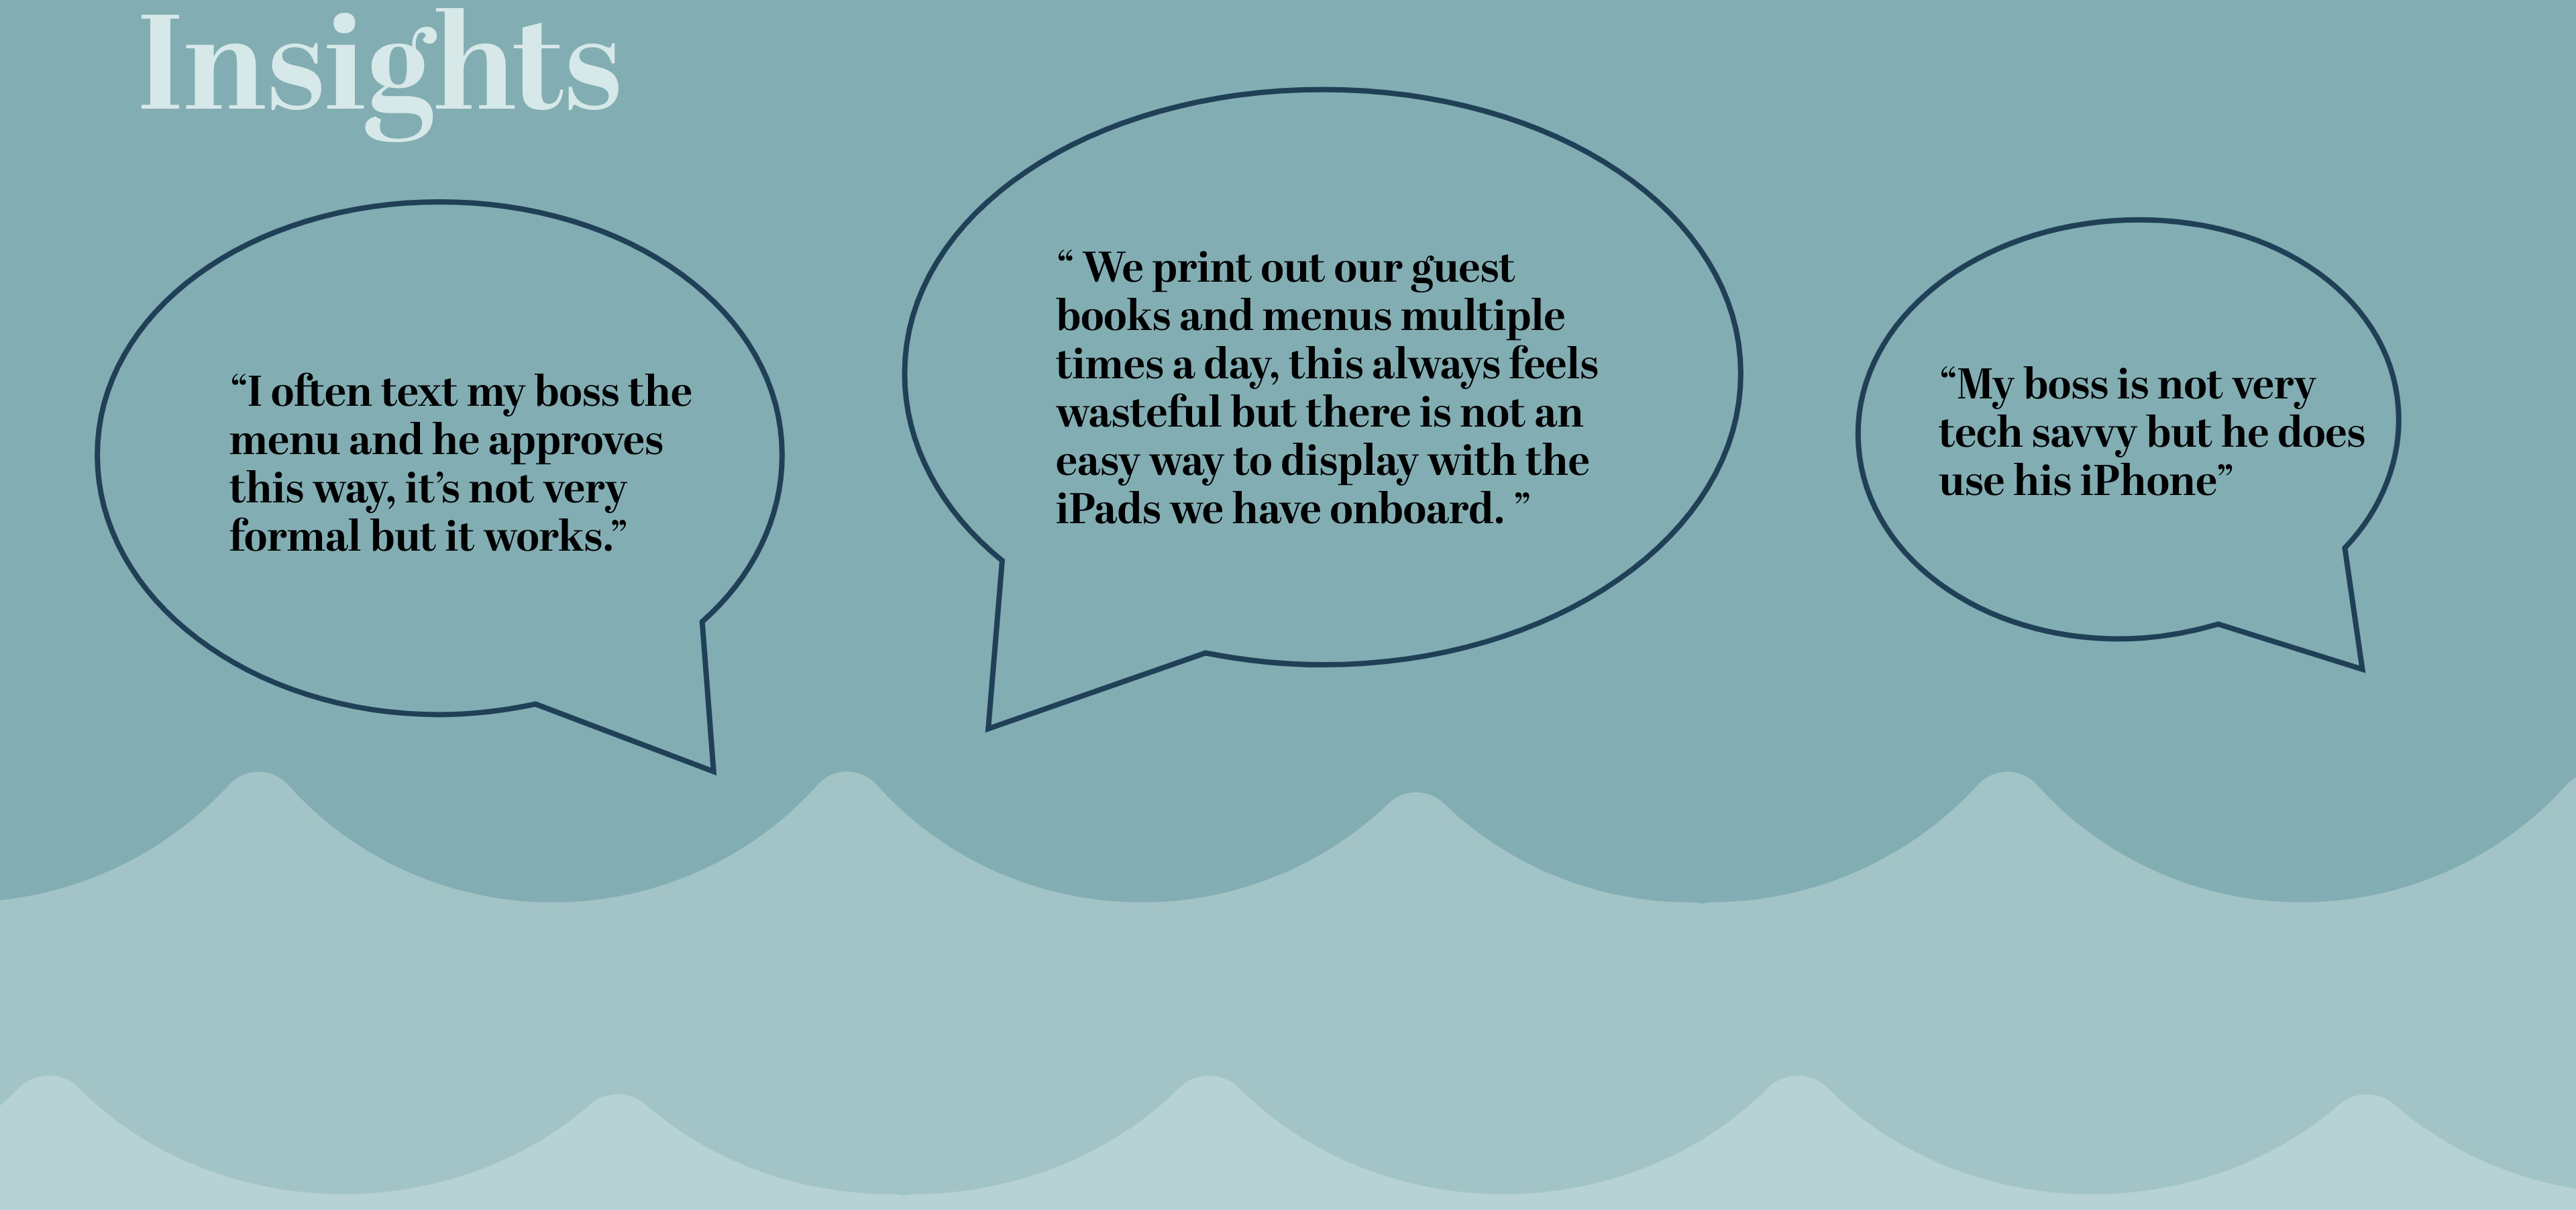 Insights
“I often text my boss the
menu and he approves
this way, it’s not very
formal but it works.”
“ We print out our guest
books and menus multiple
times a day, this always feels
wasteful but there is not an
easy way to display with the
iPads we have onboard. ”
“My boss is not very
tech savvy but he does
use his iPhone”